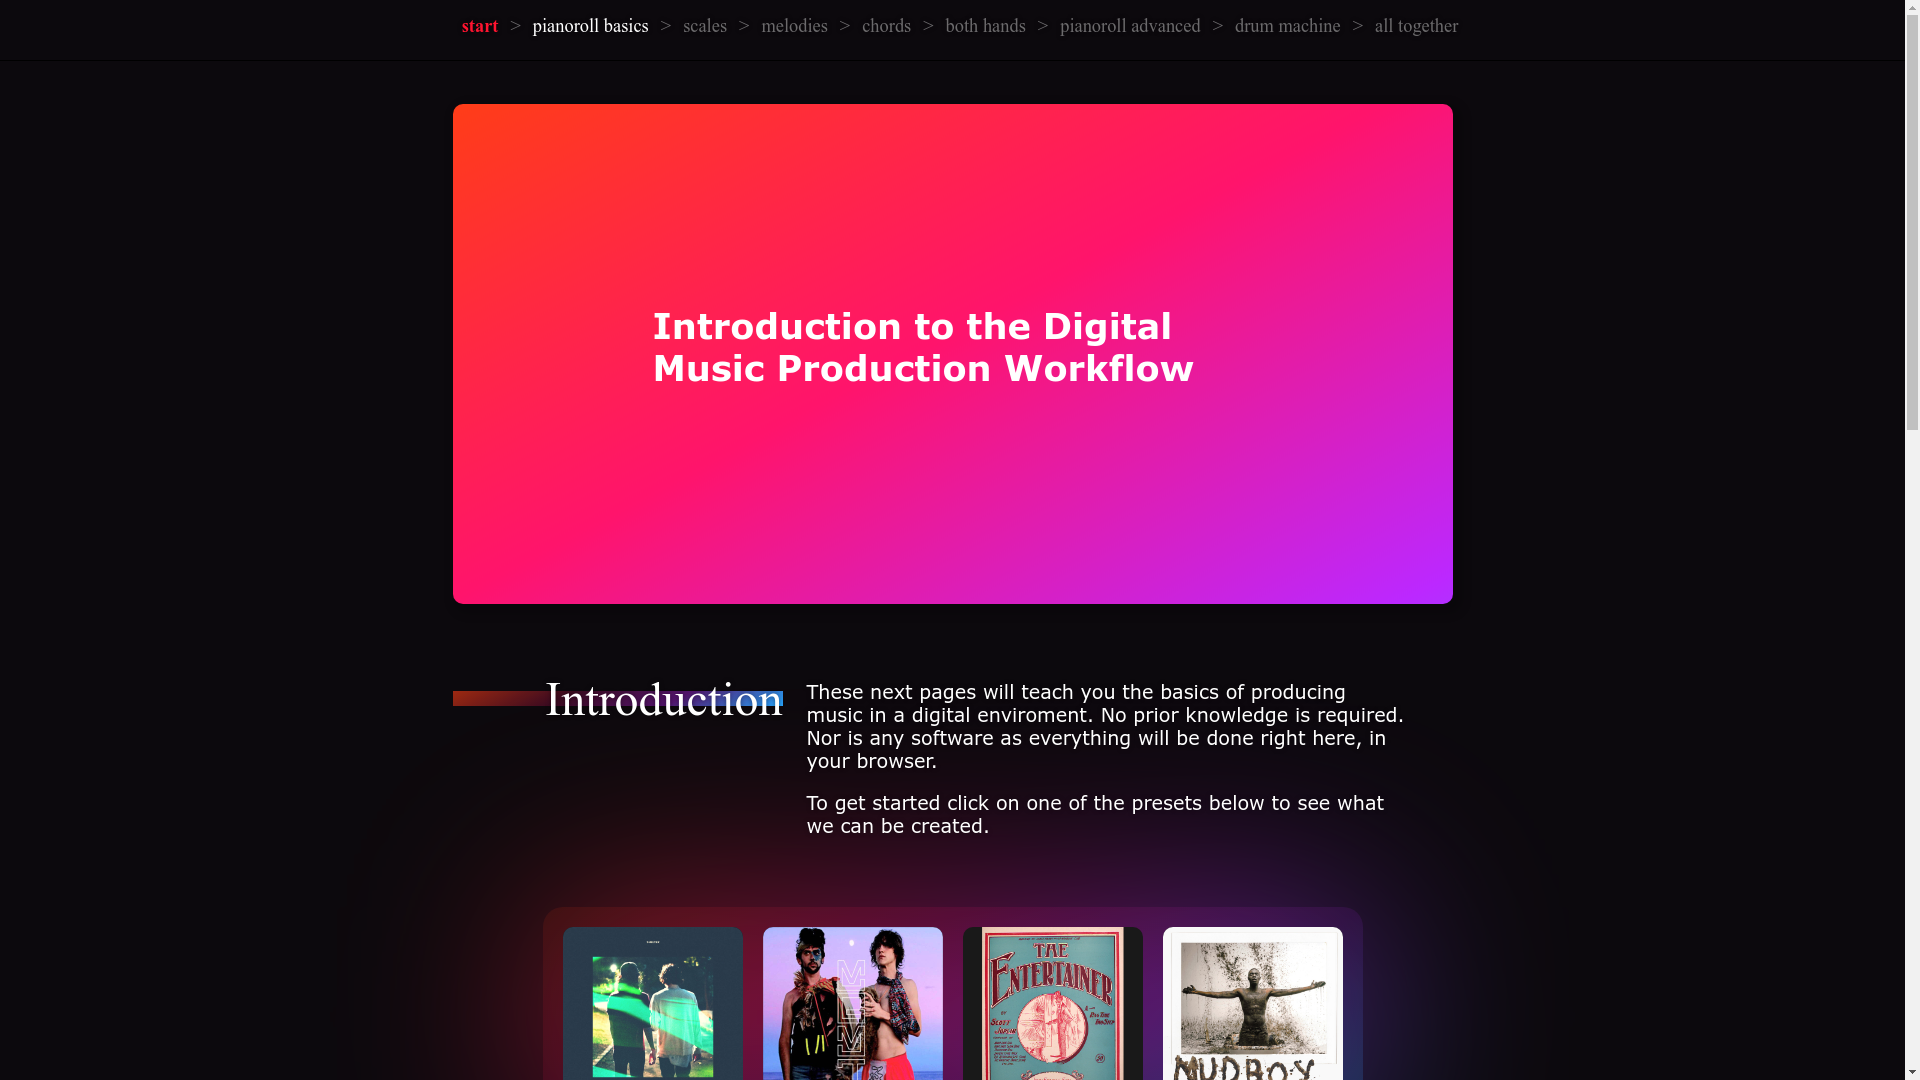 start > pianoroll basics > scales > melodies > chords > both hands > pianoroll advanced > drum machine > all together
Introduction to the Digital
Music Production Workflow
Introduction
These next pages will teach you the basics of producing
music in a digital enviroment. No prior knowledge is required.
Nor is any software as everything will be done right here, in
your browser.
To get started click on one of the presets below to see what
we can be created.
THE
ENTERTAINER
BY
SCOTT
JOPLIN
MUDBOY